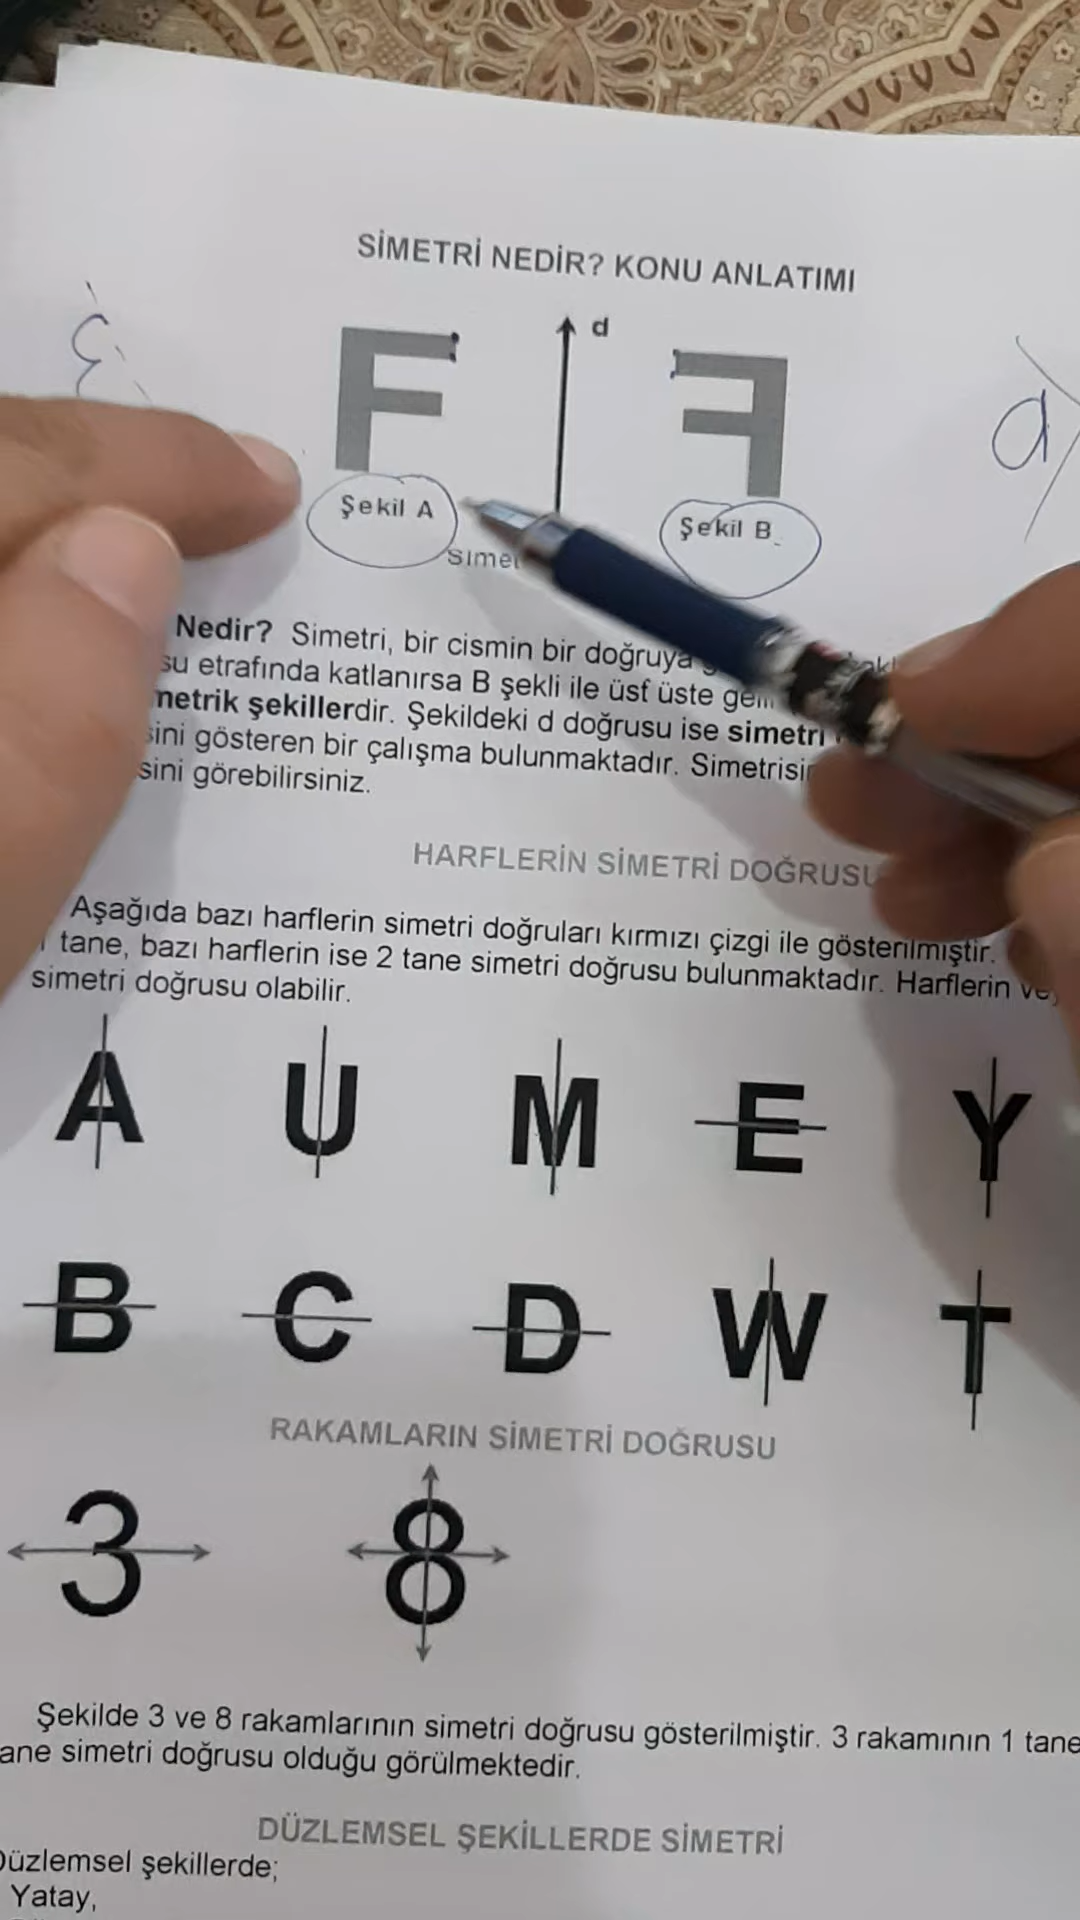 SİMETRİ NEDİR? KONU ANLATIMI
d
F
Şekil A
Şekil B
Nedir? Simetri, bir cismin bir doğruya
su etrafında katlanırsa B şekli ile üst üste
metrik şekillerdir. Şekildeki d doğrusu ise simetri
sini gösteren bir çalışma bulunmaktadır.
sini görebilirsiniz.
HARFLERİN SİMETRİ DOĞRUSU
Aşağıda bazı harflerin simetri doğruları kırmızı çizgi ile gösterilmiştir.
tane, bazı harflerin ise 2 tane simetri doğrusu bulunmaktadır. Harflerin
simetri doğrusu olabilir.
A U M E Y
B C D W T
RAKAMLARIN SİMETRİ DOĞRUSU
3 8
Şekilde 3 ve 8 rakamlarının simetri doğrusu gösterilmiştir. 3 rakamının 1 tane
ane simetri doğrusu olduğu görülmektedir.
DÜZLEMSEL ŞEKİLLERDE SİMETRİ
Düzlemsel şekillerde;
Yatay,